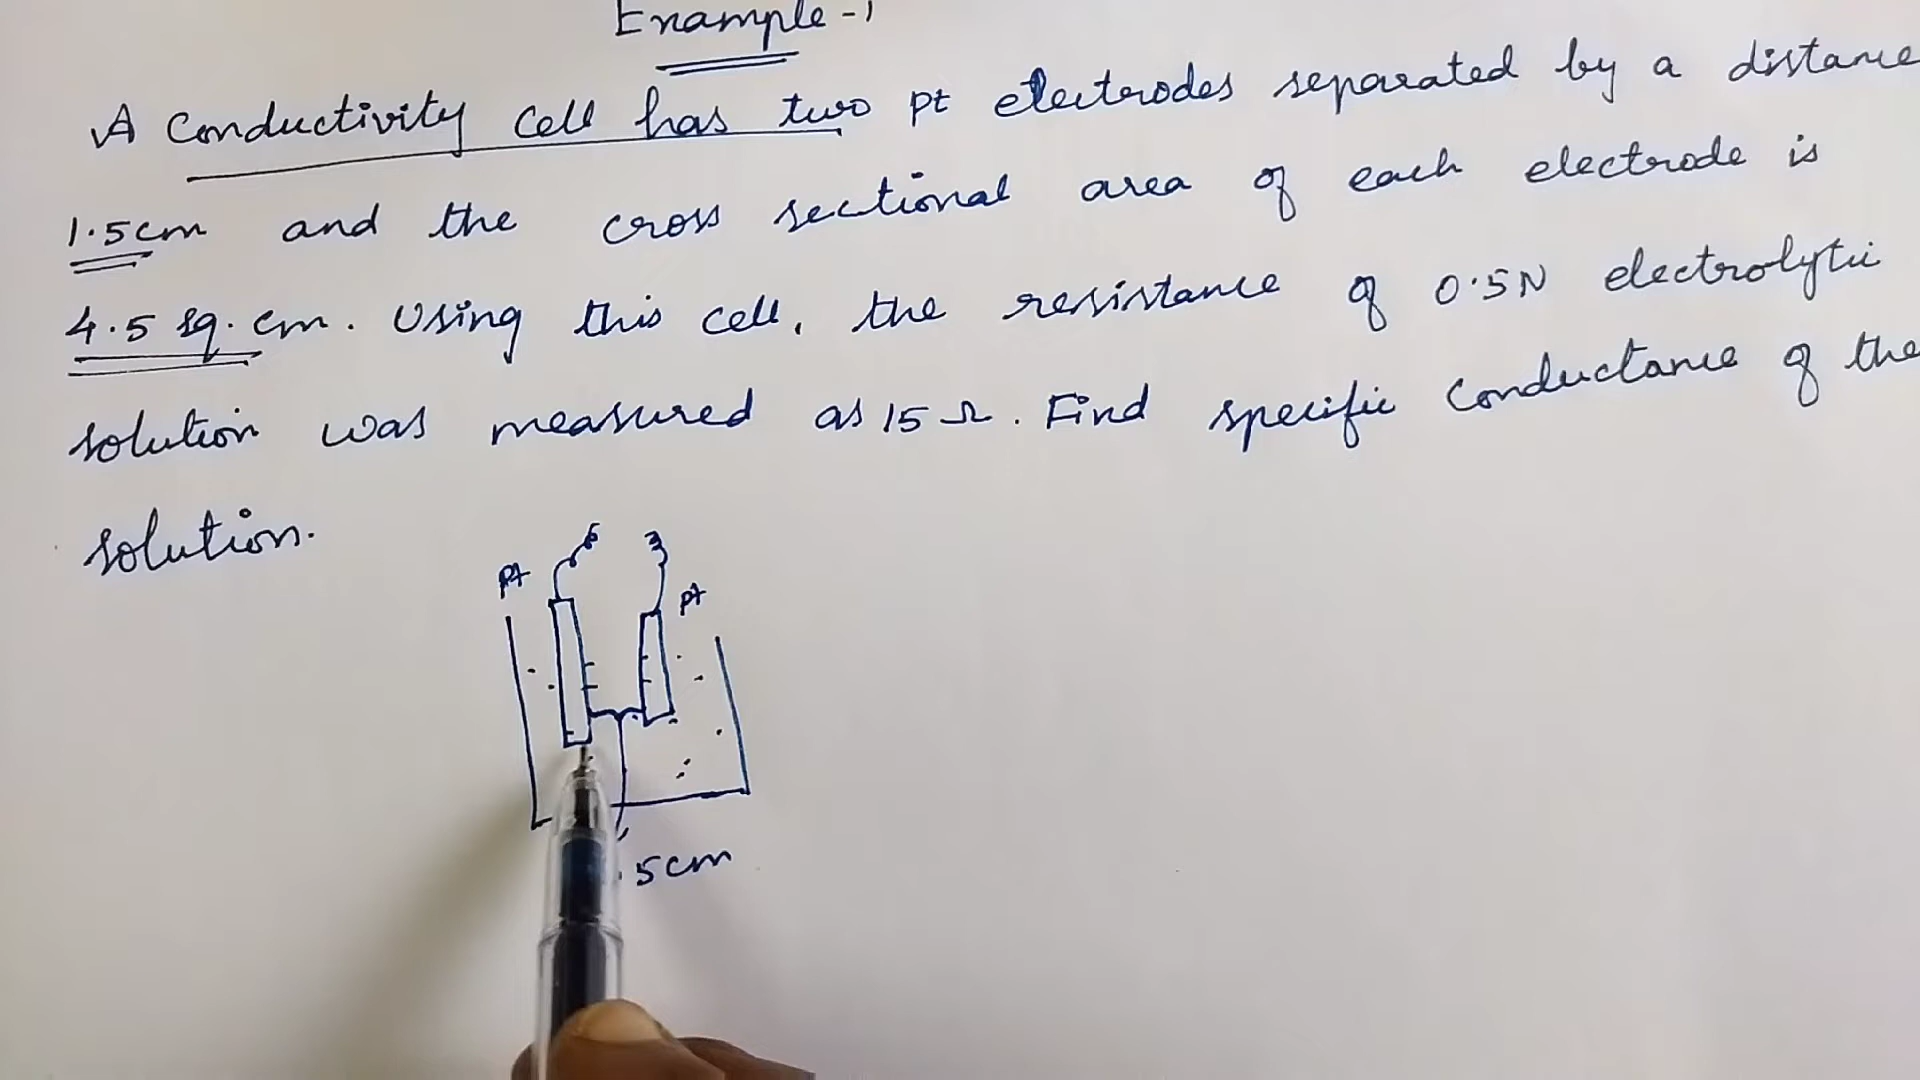 Example-1
A Conductivity cell has two pt electrodes separated by a distance
1.5cm and the cross sectional area of each electrode is
4.5 sq. cm. Using this cell, the resistance of 0.5N electrolytic
solution was measured as 15 Ω. Find specific conductance of the
solution.
pt
pt
.5cm